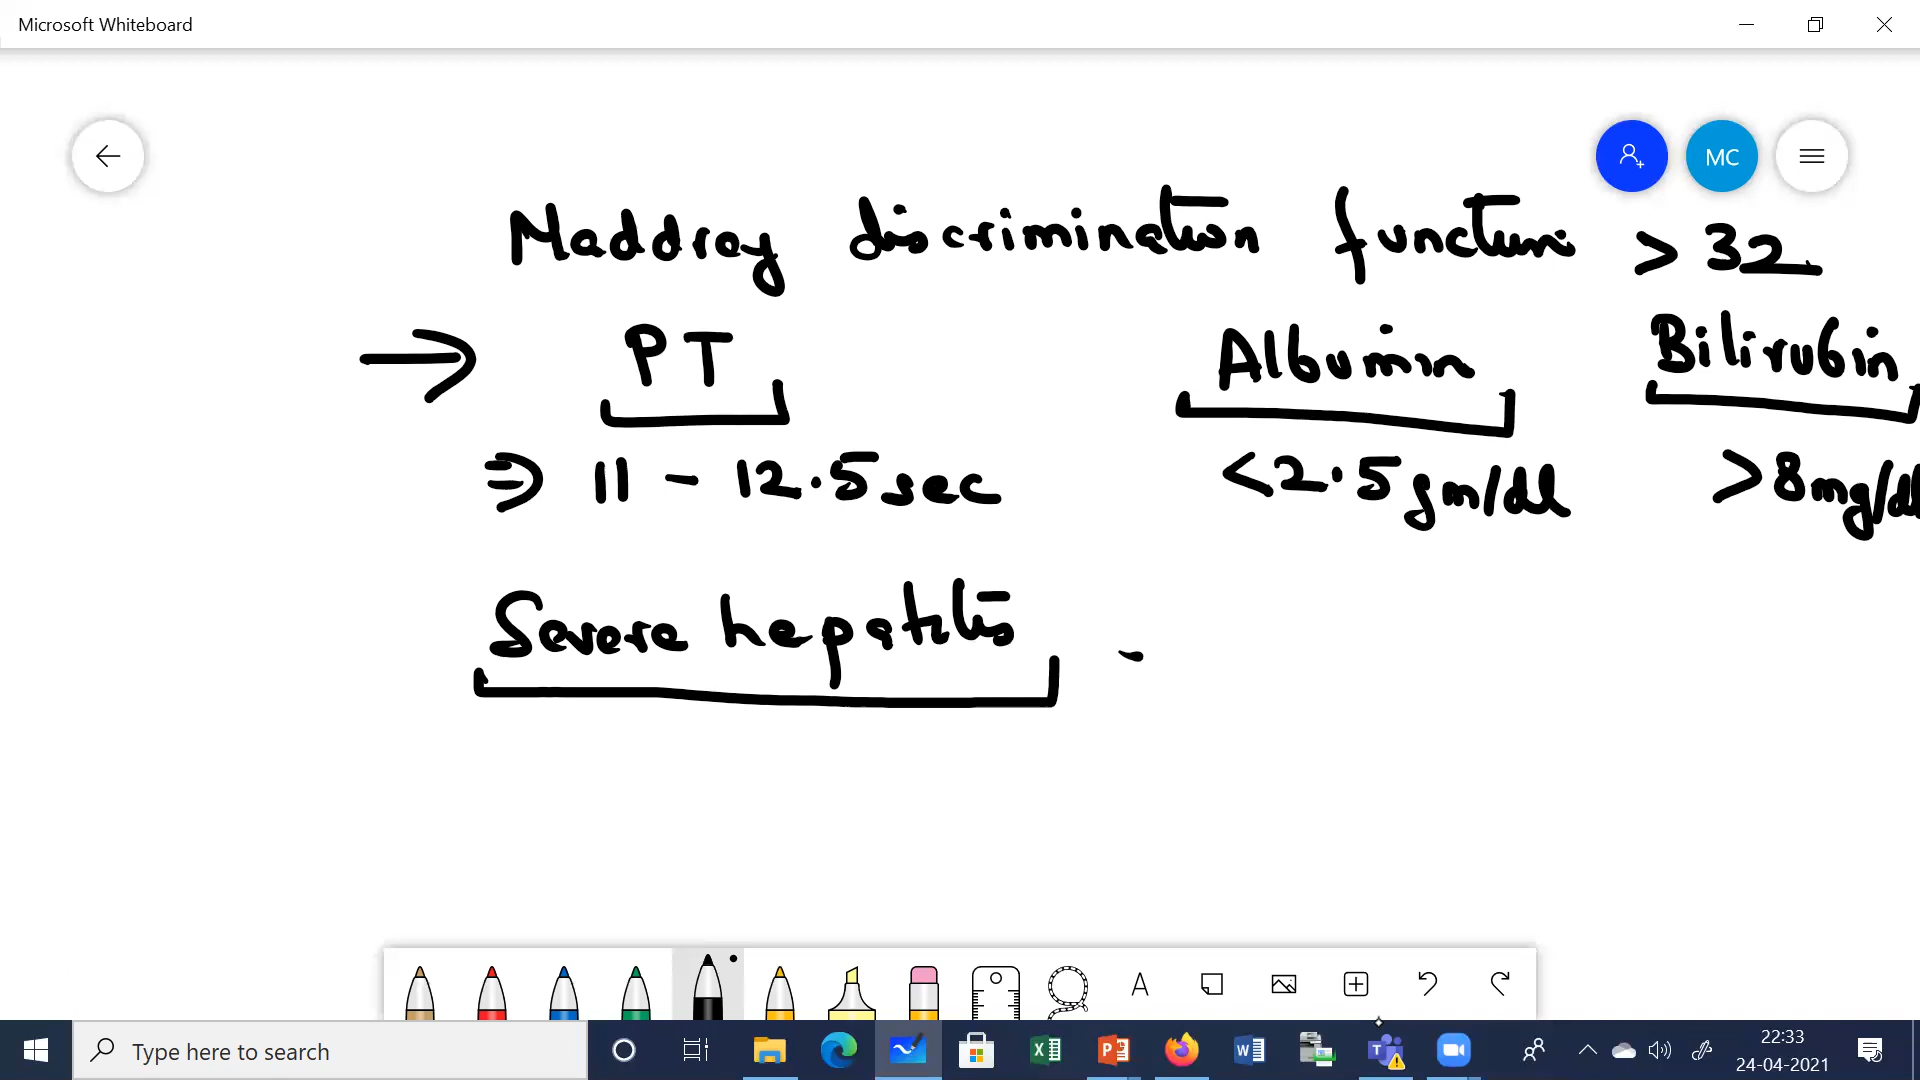 Microsoft Whiteboard
MC
Maddrey discrimination function > 32
→ PT Albumin Bilirubin
⇒ 11 - 12.5 sec <2.5 gm/dl >8mg/dl
Severe hepatitis -
A
Type here to search
22:33
24-04-2021